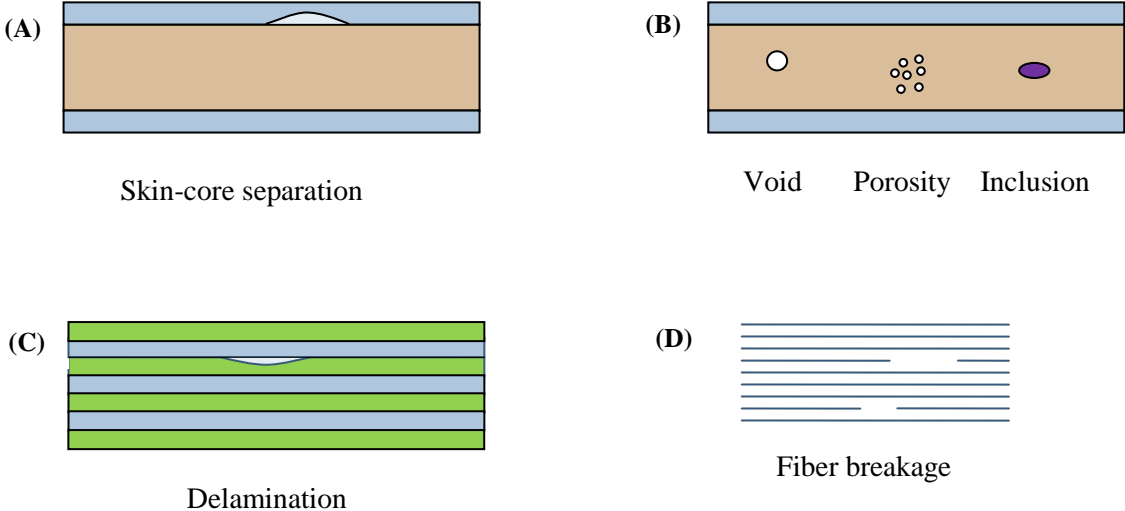 (A)
Skin-core separation
(B)
Void Porosity Inclusion
(C)
Delamination
(D)
Fiber breakage